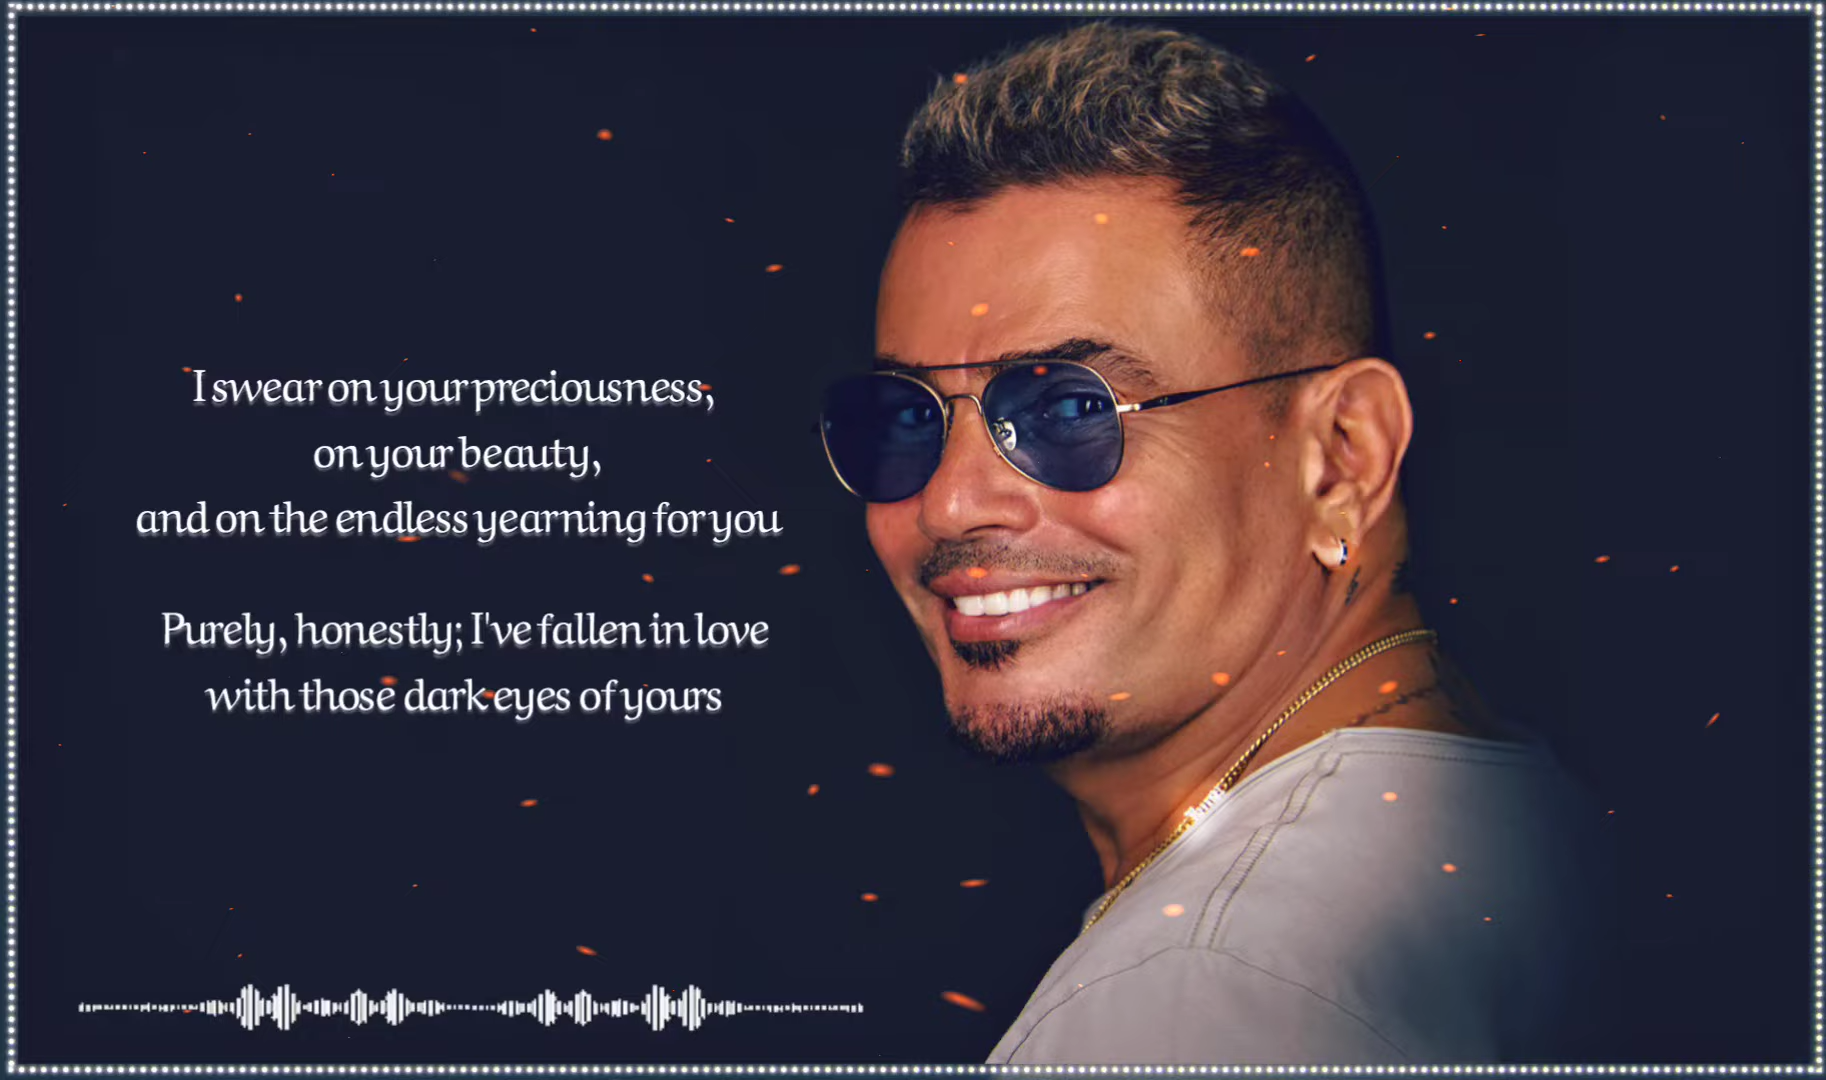 I swear on your preciousness,
on your beauty,
and on the endless yearning for you
Purely, honestly; I've fallen in love
with those dark eyes of yours